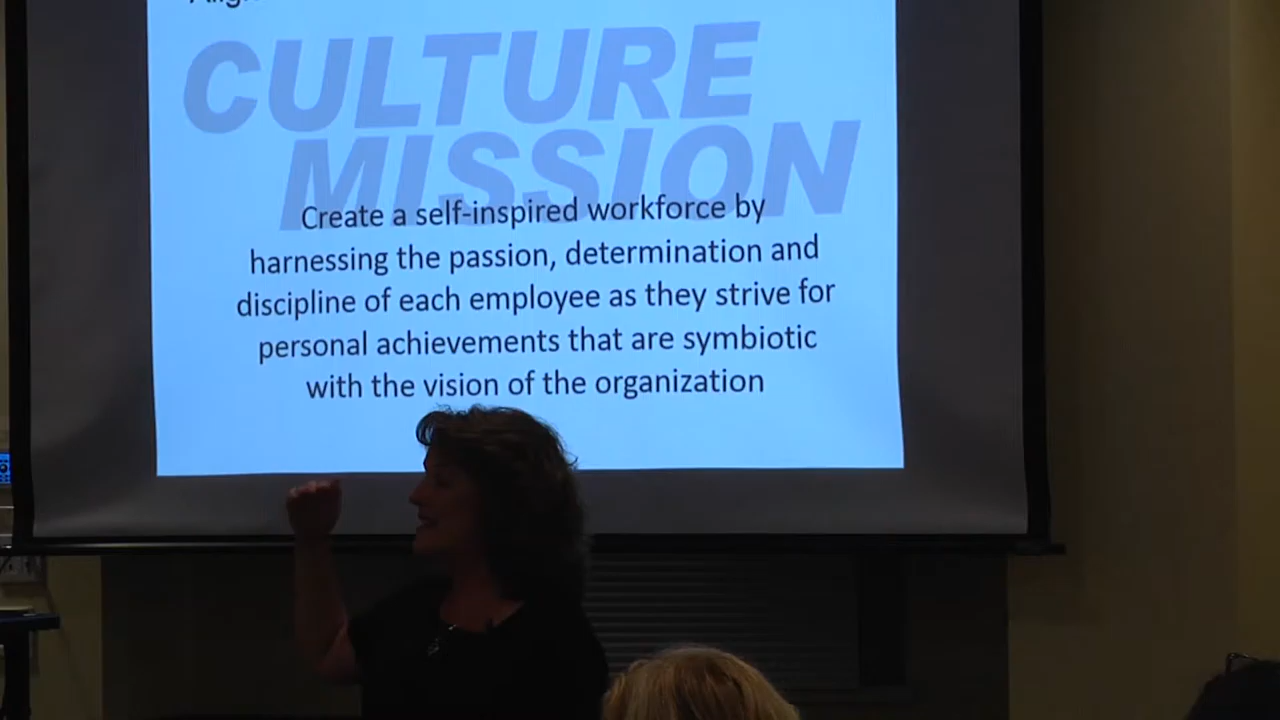 CULTURE
MISSION
Create a self-inspired workforce by
harnessing the passion, determination and
discipline of each employee as they strive for
personal achievements that are symbiotic
with the vision of the organization